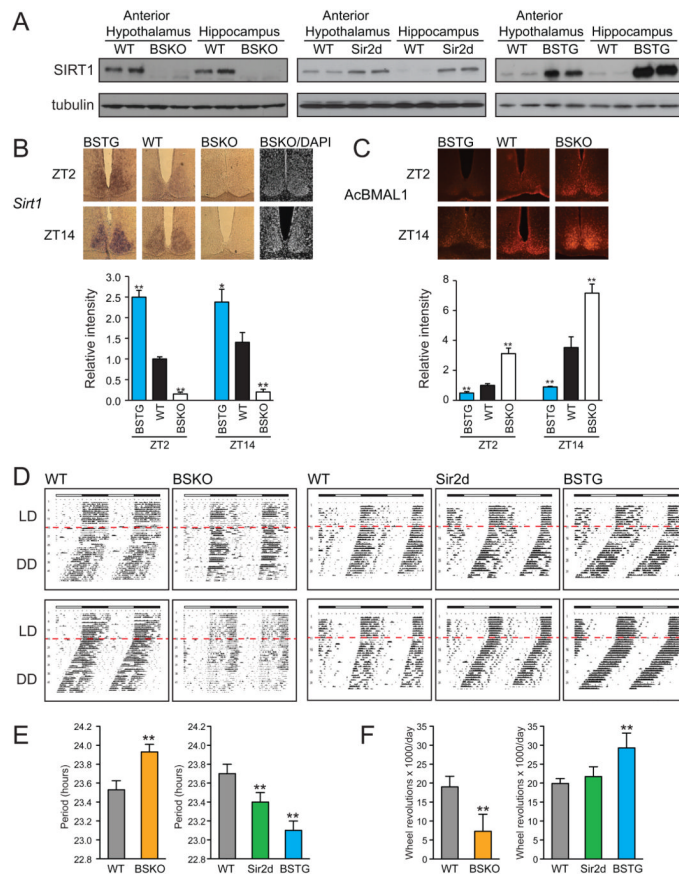 A
Anterior Hypothalamus Hippocampus
WT BSKO WT BSKO
Anterior Hypothalamus Hippocampus
WT Sir2d WT Sir2d
Anterior Hypothalamus Hippocampus
WT BSTG WT BSTG
SIRT1
tubulin
B
BSTG WT BSKO BSKO/DAPI
ZT2
Sirt1
ZT14
Relative intensity
3.0
2.5
2.0
1.5
1.0
0.5
0.0
** ** * **
BSTG WT BSKO BSTG WT BSKO
ZT2 ZT14
C
BSTG WT BSKO
ZT2
AcBMAL1
ZT14
Relative intensity
8
6
4
2
0
** ** ** **
BSTG WT BSKO BSTG WT BSKO
ZT2 ZT14
D
WT BSKO WT Sir2d BSTG
LD
DD
LD
DD
E
Period (hours)
24.2
24.0
23.8
23.6
23.4
23.2
23.0
22.8
**
WT BSKO
Period (hours)
24.2
24.0
23.8
23.6
23.4
23.2
23.0
22.8
** **
WT Sir2d BSTG
F
Wheel revolutions x 1000/day
35
30
25
20
15
10
5
0
**
WT BSKO
Wheel revolutions x 1000/day
35
30
25
20
15
10
5
0
**
WT Sir2d BSTG